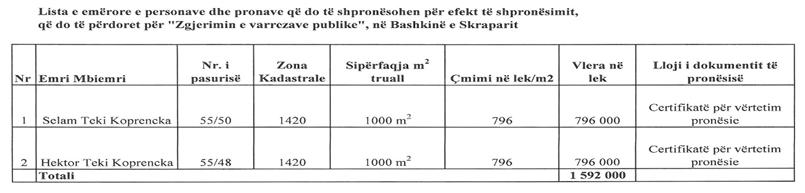 Lista e emërore e personave dhe pronave që do të shpronësohen për efekt të shpronësimit,
që do të përdoret për "Zgjerimin e varrezave publike", në Bashkinë e Skraparit
Nr Emri Mbiemri Nr. i pasurisë Zona Kadastrale Sipërfaqja m² truall Çmimi në lek/m2 Vlera në lek Lloji i dokumentit të pronësisë
1 Selam Teki Koprencka 55/50 1420 1000 m² 796 796 000 Certifikatë për vërtetim pronësie
2 Hektor Teki Koprencka 55/48 1420 1000 m² 796 796 000 Certifikatë për vërtetim pronësie
Totali 1 592 000